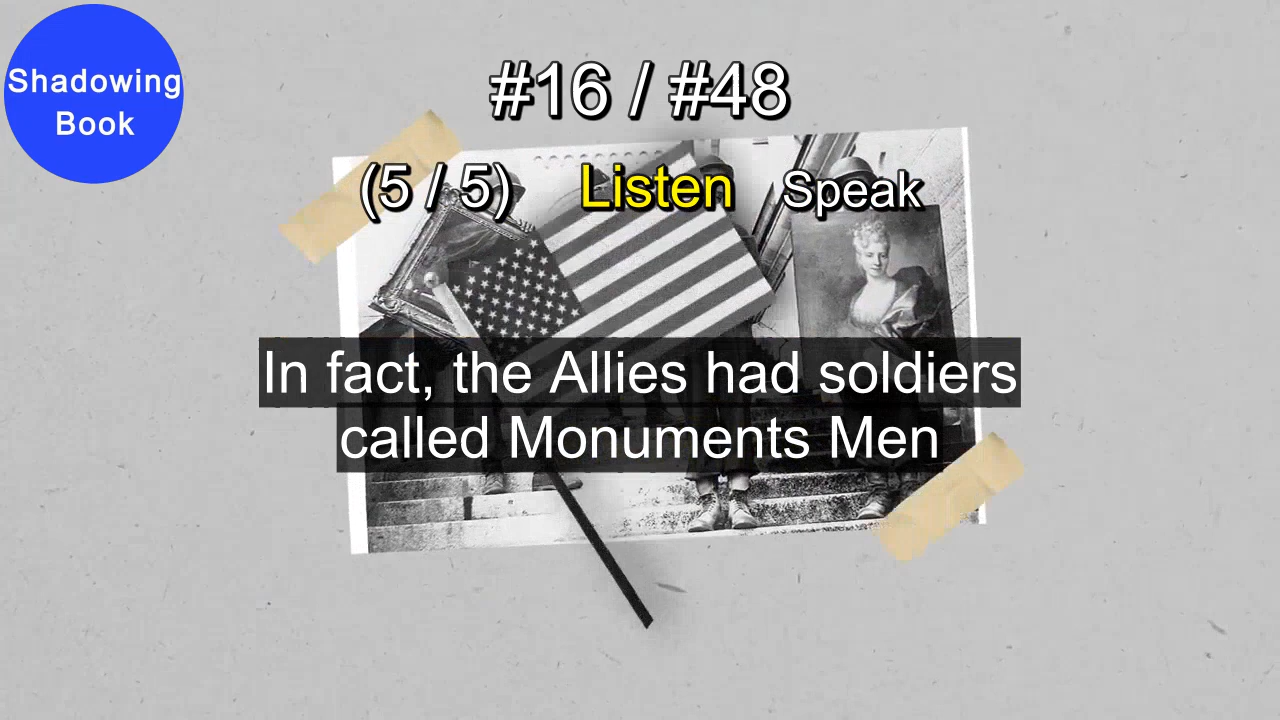 Shadowing
Book
#16 / #48
(5 / 5) Listen Speak
In fact, the Allies had soldiers
called Monuments Men